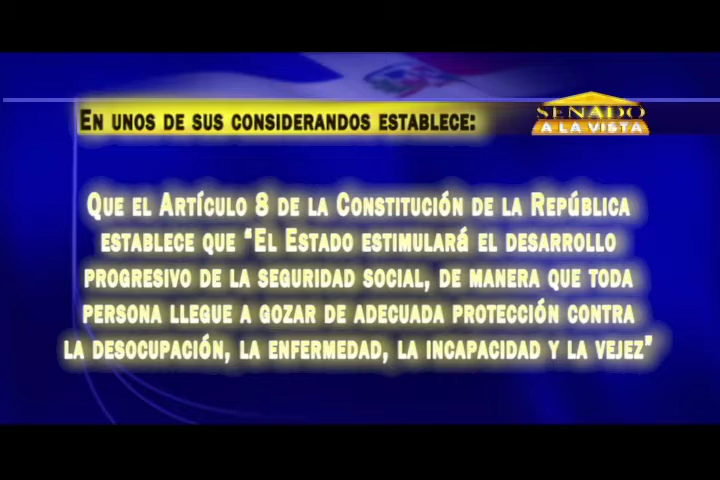 En unos de sus considerandos establece:
SENADO
A LA VISTA
Que el Artículo 8 de la Constitución de la República
establece que “El Estado estimulará el desarrollo
progresivo de la seguridad social, de manera que toda
persona llegue a gozar de adecuada protección contra
la desocupación, la enfermedad, la incapacidad y la vejez”